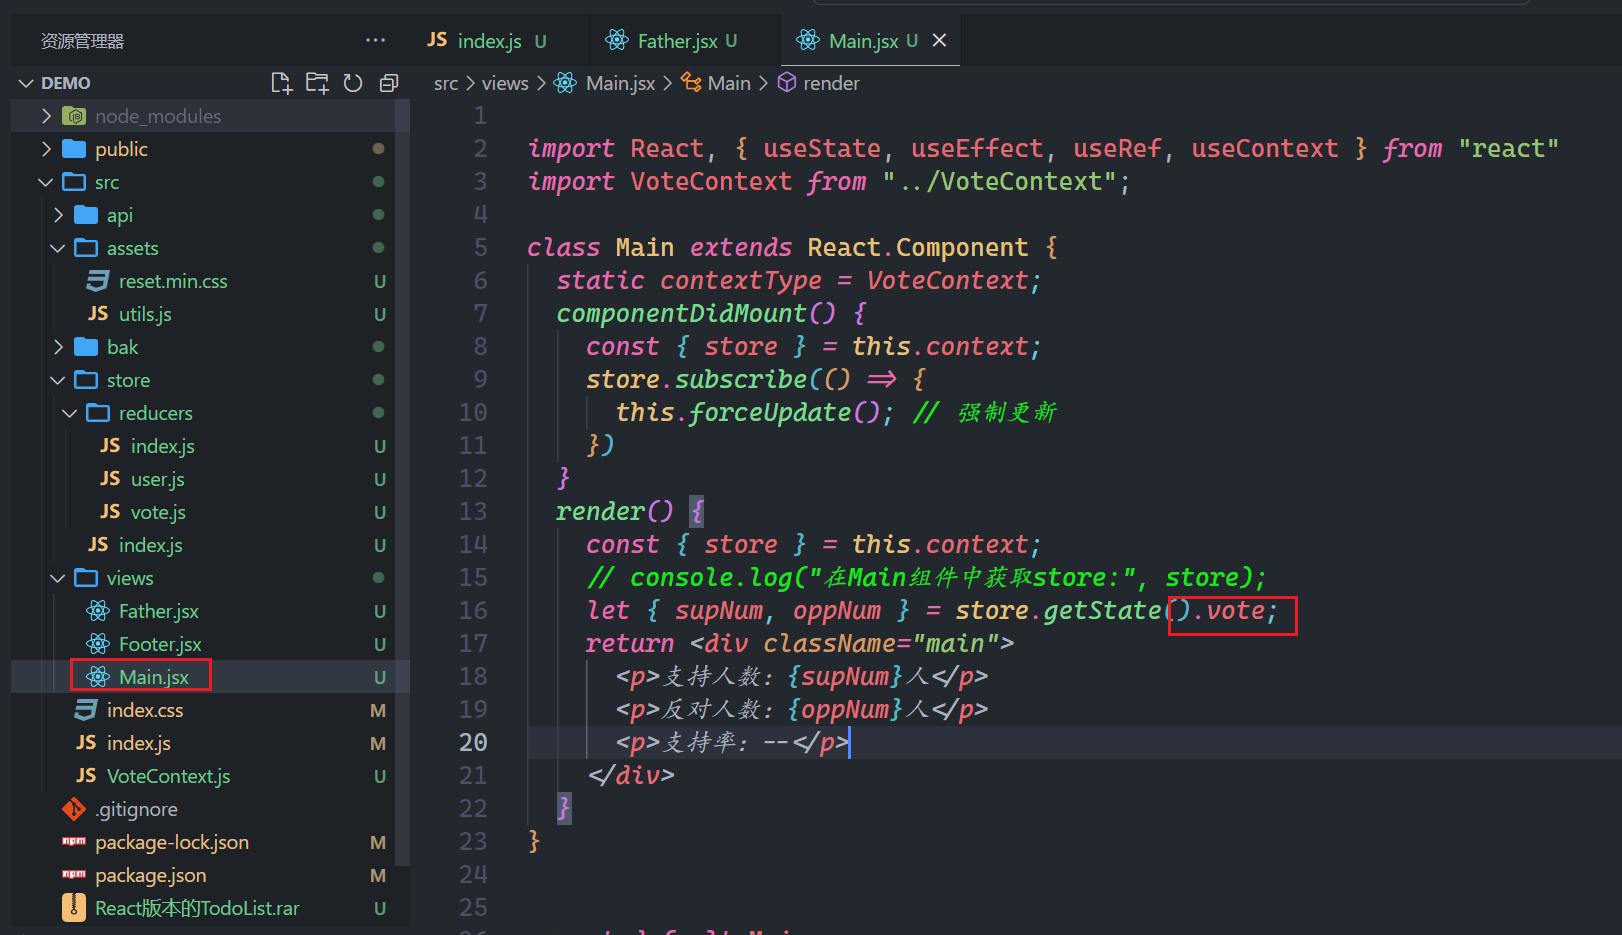 资源管理器 ···
JS index.js U
Father.jsx U
Main.jsx U ×
DEMO
src > views > Main.jsx > Main > render
node_modules
public
src
api
assets
reset.min.css U
JS utils.js U
bak
store
reducers
JS index.js U
JS user.js U
JS vote.js U
JS index.js U
views
Father.jsx U
Footer.jsx U
Main.jsx U
index.css M
JS index.js M
JS VoteContext.js U
.gitignore
package-lock.json M
package.json M
React版本的TodoList.rar U
1
2 import React, { useState, useEffect, useRef, useContext } from "react"
3 import VoteContext from "../VoteContext";
4
5 class Main extends React.Component {
6 static contextType = VoteContext;
7 componentDidMount() {
8 const { store } = this.context;
9 store.subscribe(() => {
10 this.forceUpdate(); // 强制更新
11 })
12 }
13 render() {
14 const { store } = this.context;
15 // console.log("在Main组件中获取store:", store);
16 let { supNum, oppNum } = store.getState().vote;
17 return <div className="main">
18 <p>支持人数：{supNum}人</p>
19 <p>反对人数：{oppNum}人</p>
20 <p>支持率：--</p>
21 </div>
22 }
23 }
24
25